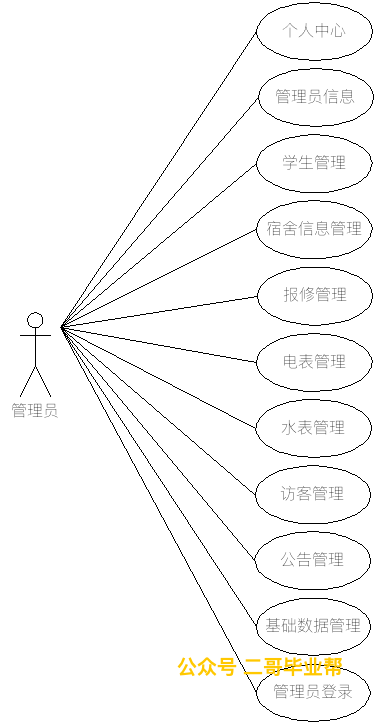 个人中心
管理员信息
学生管理
宿舍信息管理
报修管理
电表管理
管理员
水表管理
访客管理
公告管理
基础数据管理
公众号 二哥毕业帮
管理员登录